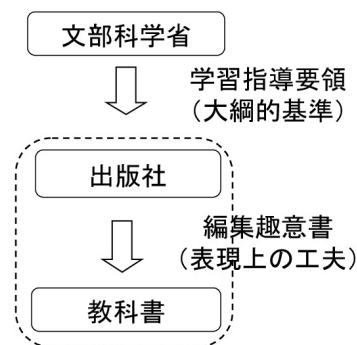 文部科学省
学習指導要領
（大綱的基準）
出版社
編集趣意書
（表現上の工夫）
教科書